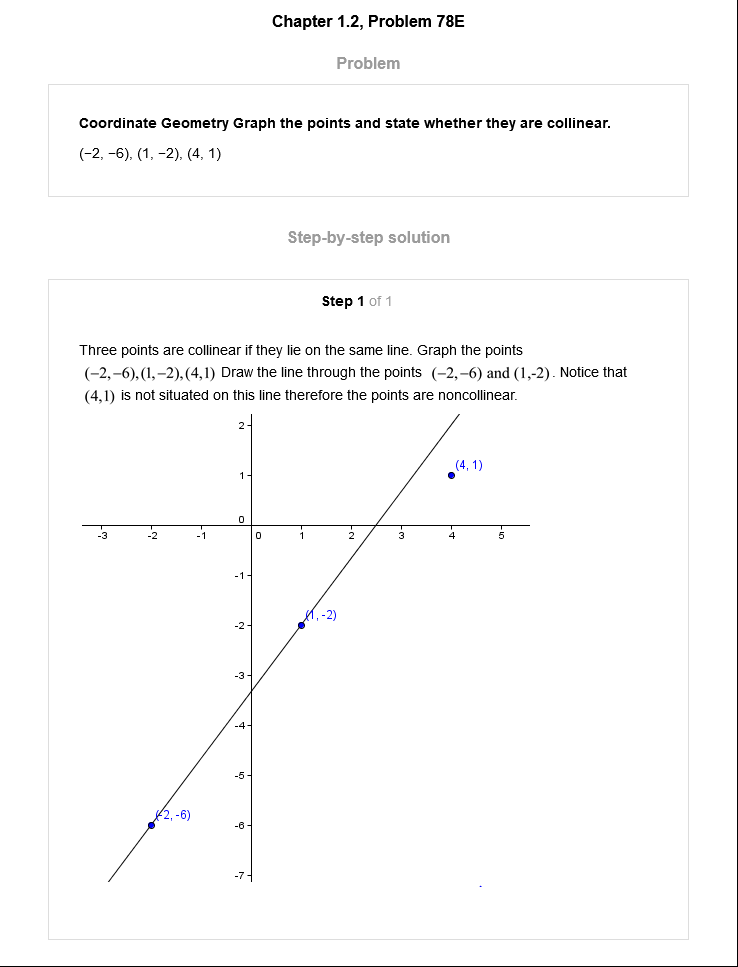 Chapter 1.2, Problem 78E
Problem
Coordinate Geometry Graph the points and state whether they are collinear.
(−2, −6), (1, −2), (4, 1)
Step-by-step solution
Step 1 of 1
Three points are collinear if they lie on the same line. Graph the points
(−2,−6),(1,−2),(4,1) Draw the line through the points (−2,−6) and (1,-2). Notice that
(4,1) is not situated on this line therefore the points are noncollinear.
2
(4, 1)
1
0
-3 -2 -1 0 1 2 3 4 5
-1
(1, -2)
-2
-3
-4
-5
(-2, -6)
-6
-7